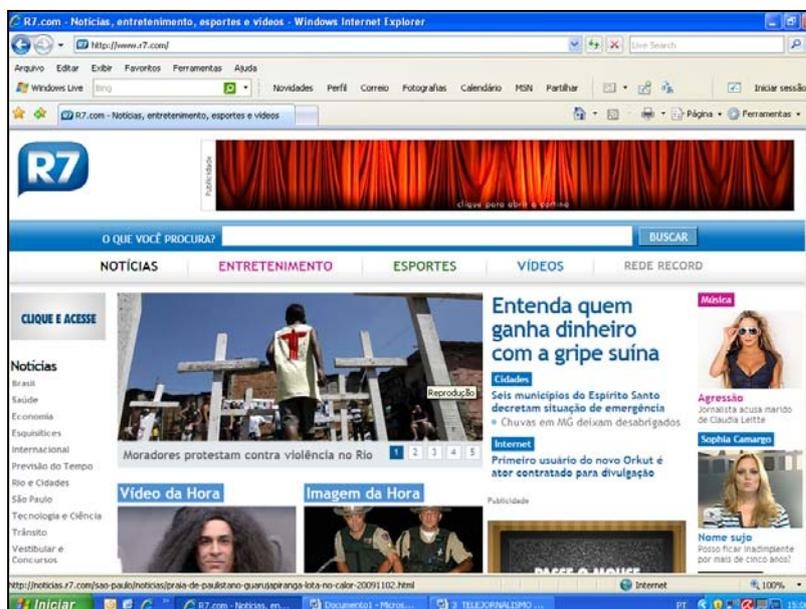 R7.com - Notícias, entretenimento, esportes e vídeos - Windows Internet Explorer
http://www.r7.com/
Live Search
Arquivo Editar Exibir Favoritos Ferramentas Ajuda
Windows Live Bing Novidades Perfil Correio Fotografias Calendário MSN Partilhar Iniciar sessão
R7.com - Notícias, entretenimento, esportes e vídeos
Página Ferramentas
R7
Publicidade
clique para abrir a cortina
O QUE VOCÊ PROCURA?
BUSCAR
NOTÍCIAS ENTRETENIMENTO ESPORTES VÍDEOS REDE RECORD
CLIQUE E ACESSE
Notícias
Brasil
Saúde
Economia
Esquisitices
Internacional
Previsão do Tempo
Rio e Cidades
São Paulo
Tecnologia e Ciência
Trânsito
Vestibular e
Concursos
Reprodução
Moradores protestam contra violência no Rio
1 2 3 4 5
Vídeo da Hora
Imagem da Hora
Entenda quem
ganha dinheiro
com a gripe suína
Cidades
Seis municípios do Espírito Santo
decretam situação de emergência
Chuvas em MG deixam desabrigados
Internet
Primeiro usuário do novo Orkut é
ator contratado para divulgação
Publicidade
PASSE O MOUSE
Música
Agressão
Jornalista acusa marido
de Claudia Leitte
Sophia Camargo
Nome sujo
Posso ficar inadimplente
por mais de cinco anos?
http://noticias.r7.com/sao-paulo/noticias/praia-de-paulistano-guarujapiranga-lota-no-calor-20091102.html
Internet
100%
Iniciar
R7.com - Notícias, en...
Documento1 - Micros...
3 TELEJORNALISMO ...
PT